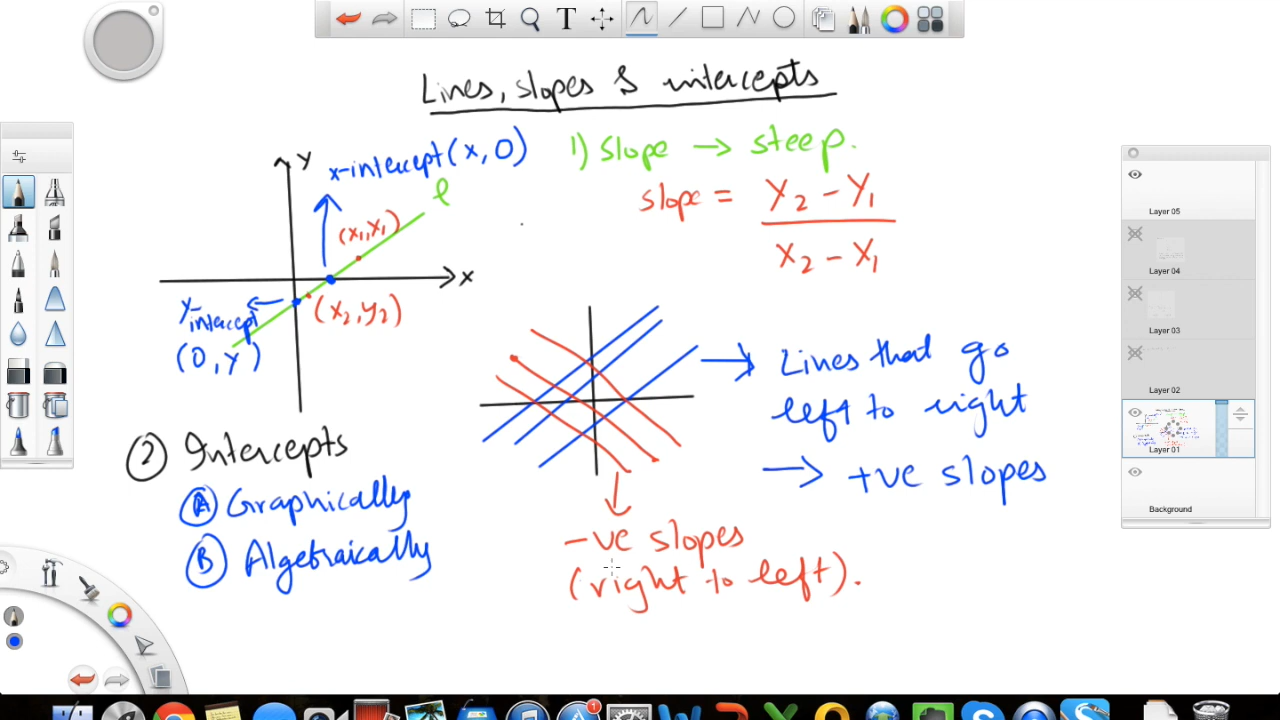 Lines, slopes & intercepts
Y
x-intercept (x, 0)
l
(x₁, x₁)
X
(x₂, y₂)
y-
intercept
(0, y)
1) Slope → steep.
slope = Y₂ - Y₁
X₂ - X₁
→ Lines that go
left to right
→ +ve slopes
-ve slopes
(right to left).
② Intercepts
Ⓐ Graphically
Ⓑ Algebraically
T
Layer 05
Layer 04
Layer 03
Layer 02
Layer 01
Background
1